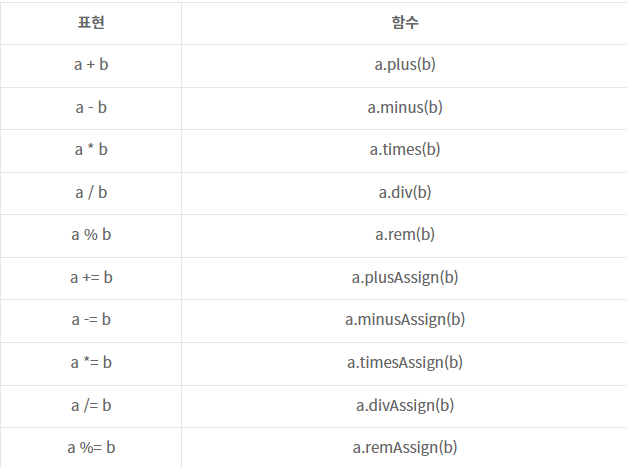 표현 함수
a + b a.plus(b)
a - b a.minus(b)
a * b a.times(b)
a / b a.div(b)
a % b a.rem(b)
a += b a.plusAssign(b)
a -= b a.minusAssign(b)
a *= b a.timesAssign(b)
a /= b a.divAssign(b)
a %= b a.remAssign(b)